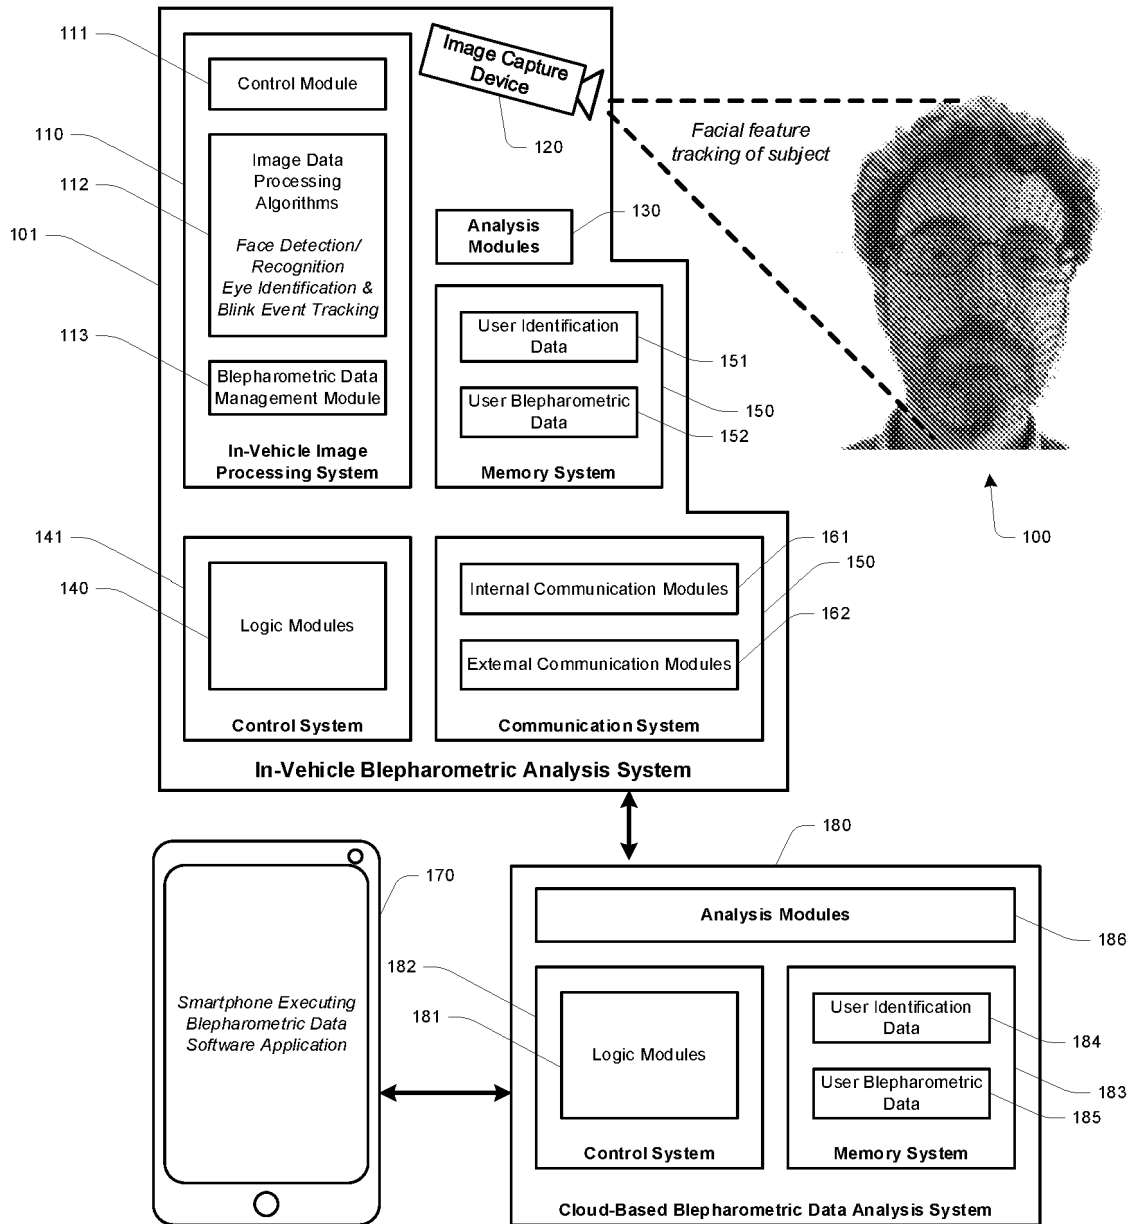 111
110
112
101
113
Control Module
Image Data
Processing
Algorithms
Face Detection/
Recognition
Eye Identification &
Blink Event Tracking
Blepharometric Data
Management Module
In-Vehicle Image
Processing System
Image Capture
Device
120
Facial feature
tracking of subject
130
Analysis
Modules
User Identification
Data
151
User Blepharometric
Data
150
152
Memory System
100
141
140
Logic Modules
Control System
161
150
162
Internal Communication Modules
External Communication Modules
Communication System
In-Vehicle Blepharometric Analysis System
170
Smartphone Executing
Blepharometric Data
Software Application
180
Analysis Modules
186
182
181
Logic Modules
Control System
User Identification
Data
184
User Blepharometric
Data
183
185
Memory System
Cloud-Based Blepharometric Data Analysis System